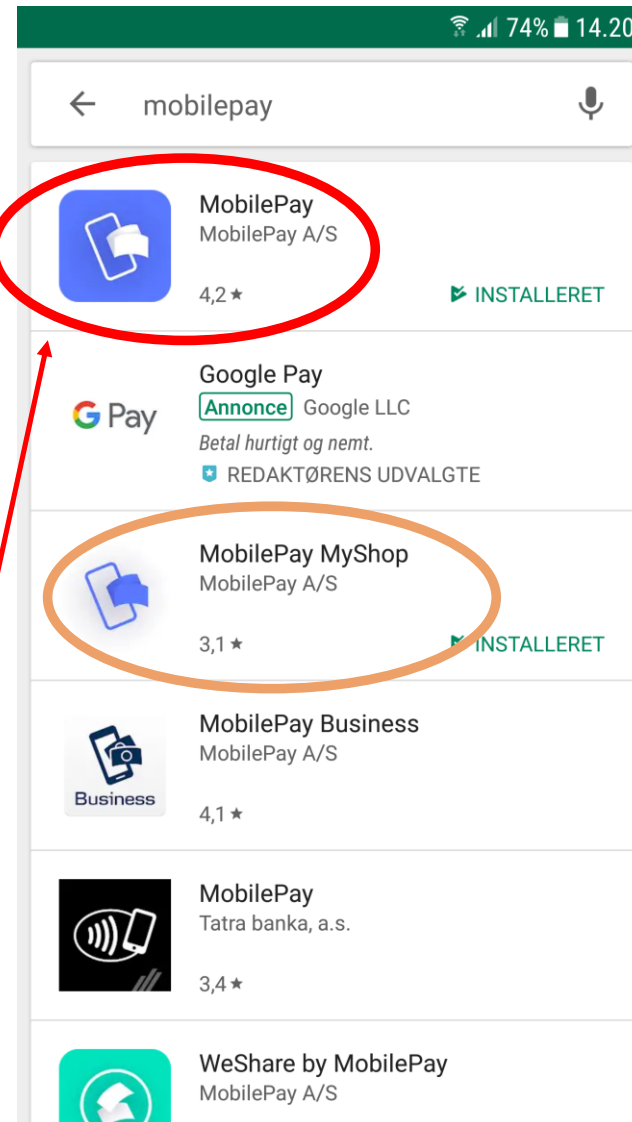 74% 14.20
mobilepay
MobilePay
MobilePay A/S
4,2 ★
INSTALLERET
G Pay
Google Pay
Annonce Google LLC
Betal hurtigt og nemt.
REDAKTØRENS UDVALGTE
MobilePay MyShop
MobilePay A/S
3,1 ★
INSTALLERET
Business
MobilePay Business
MobilePay A/S
4,1 ★
MobilePay
Tatra banka, a.s.
3,4 ★
WeShare by MobilePay
MobilePay A/S